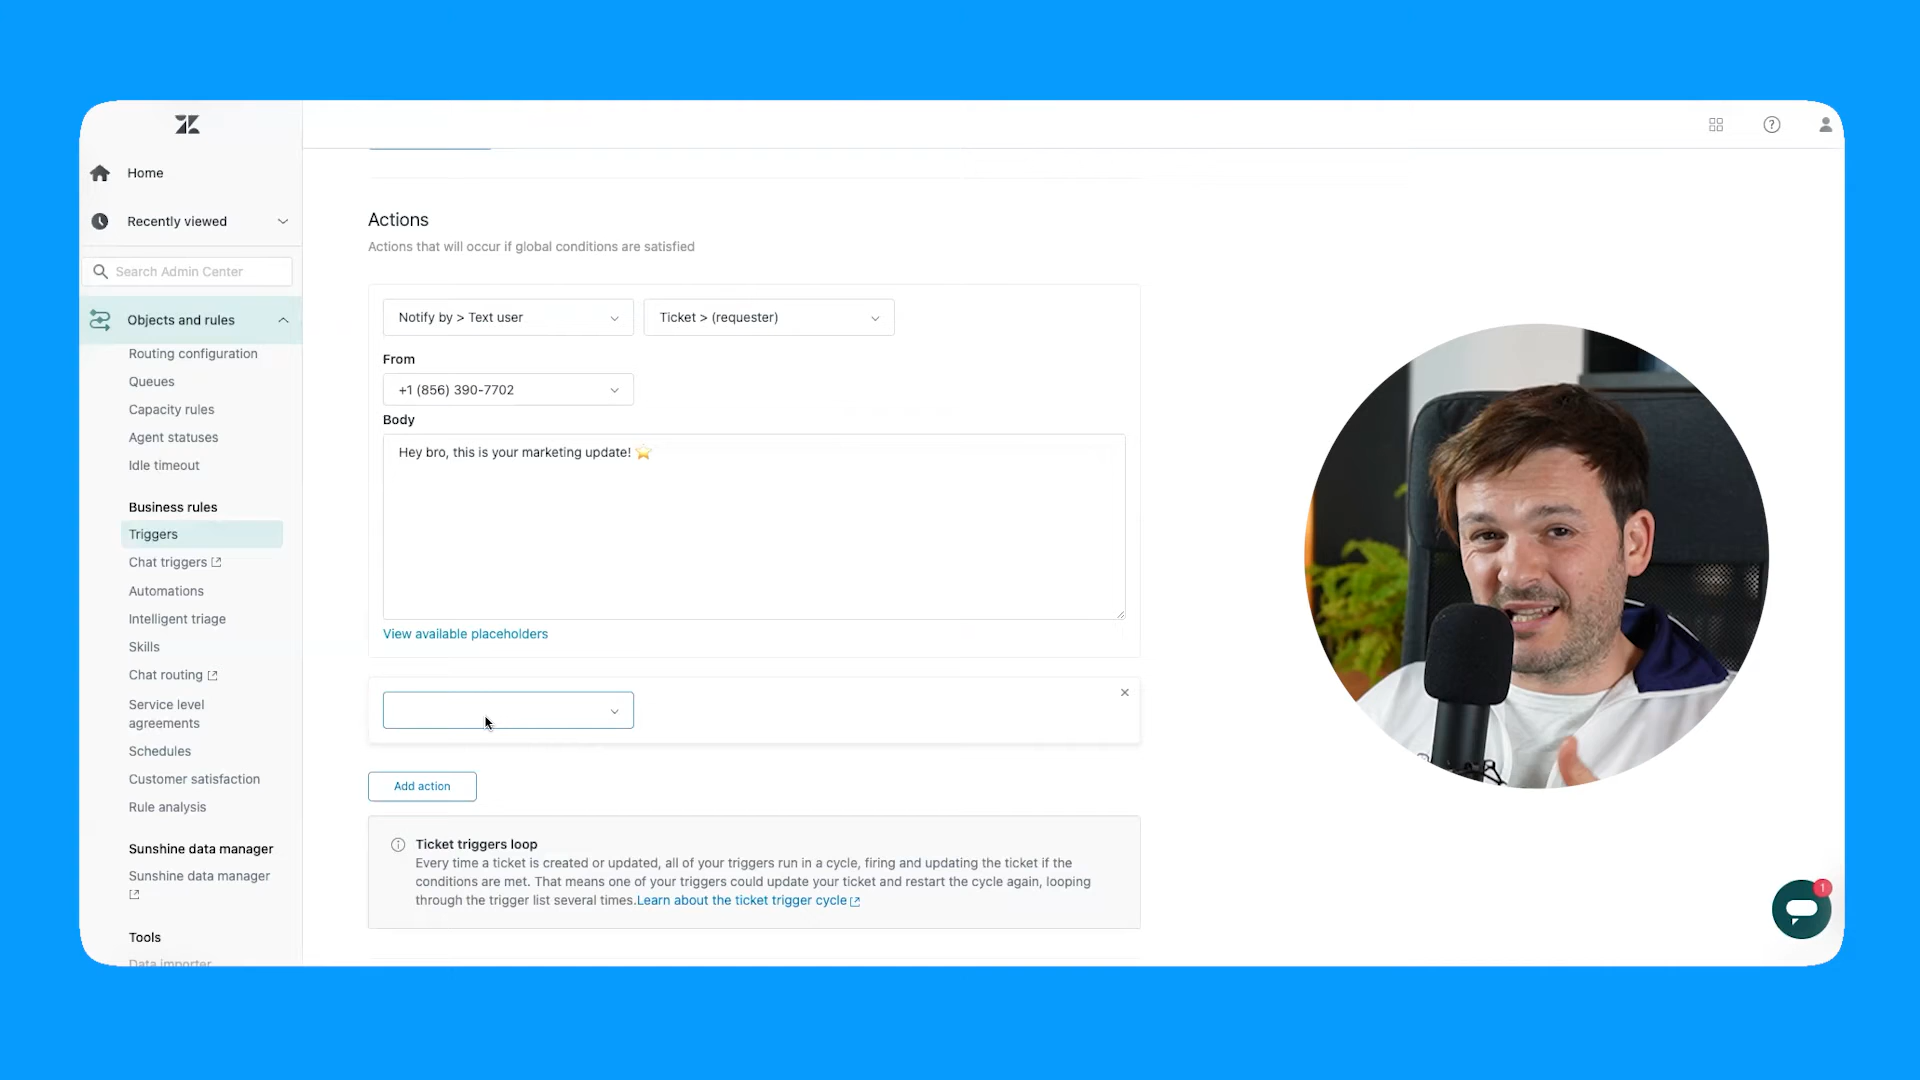 Home
Recently viewed
Search Admin Center
Objects and rules
Routing configuration
Queues
Capacity rules
Agent statuses
Idle timeout
Business rules
Triggers
Chat triggers
Automations
Intelligent triage
Skills
Chat routing
Service level
agreements
Schedules
Customer satisfaction
Rule analysis
Sunshine data manager
Sunshine data manager
Tools
Data importer
Actions
Actions that will occur if global conditions are satisfied
Notify by > Text user
Ticket > (requester)
From
+1 (856) 390-7702
Body
Hey bro, this is your marketing update! ⭐
View available placeholders
Add action
Ticket triggers loop
Every time a ticket is created or updated, all of your triggers run in a cycle, firing and updating the ticket if the
conditions are met. That means one of your triggers could update your ticket and restart the cycle again, looping
through the trigger list several times.Learn about the ticket trigger cycle
1